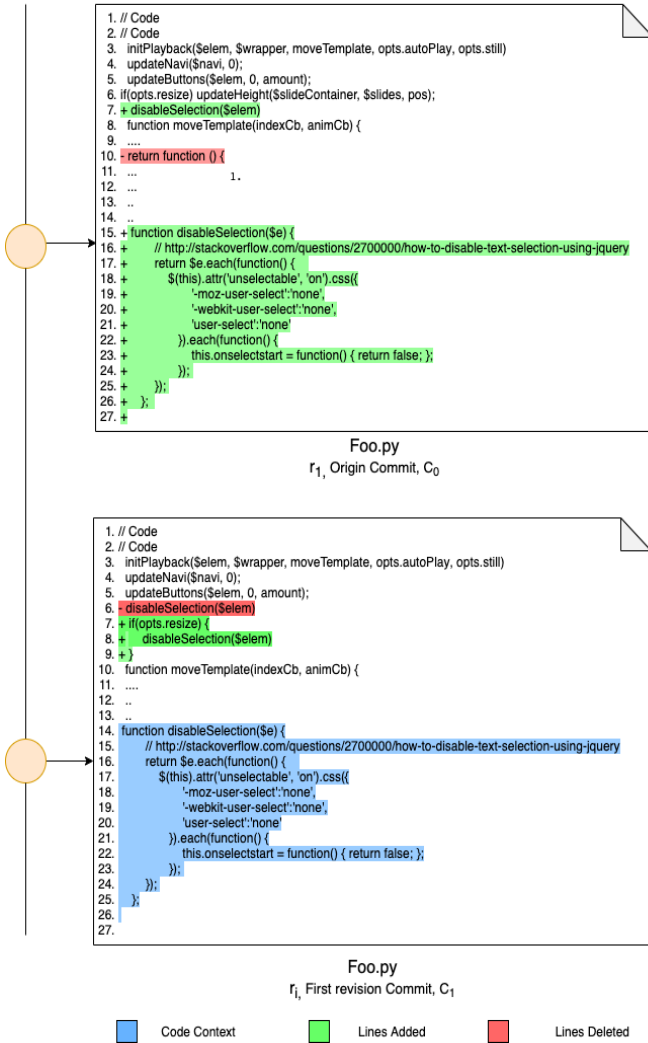 1. // Code
2. // Code
3. initPlayback($elem, $wrapper, moveTemplate, opts.autoPlay, opts.still)
4. updateNavi($navi, 0);
5. updateButtons($elem, 0, amount);
6. if(opts.resize) updateHeight($slideContainer, $slides, pos);
7. + disableSelection($elem)
8. function moveTemplate(indexCb, animCb) {
9. ....
10. - return function () {
11. ...
1.
12. ...
13. ..
14. ..
15. + function disableSelection($e) {
16. + // http://stackoverflow.com/questions/2700000/how-to-disable-text-selection-using-jquery
17. + return $e.each(function() {
18. + $(this).attr('unselectable', 'on').css({
19. + '-moz-user-select':'none',
20. + '-webkit-user-select':'none',
21. + 'user-select':'none'
22. + }).each(function() {
23. + this.onselectstart = function() { return false; };
24. + });
25. + });
26. + };
27. +
Foo.py
r1, Origin Commit, C0
1. // Code
2. // Code
3. initPlayback($elem, $wrapper, moveTemplate, opts.autoPlay, opts.still)
4. updateNavi($navi, 0);
5. updateButtons($elem, 0, amount);
6. - disableSelection($elem)
7. + if(opts.resize) {
8. + disableSelection($elem)
9. + }
10. function moveTemplate(indexCb, animCb) {
11. ....
12. ..
13. ..
14. function disableSelection($e) {
15. // http://stackoverflow.com/questions/2700000/how-to-disable-text-selection-using-jquery
16. return $e.each(function() {
17. $(this).attr('unselectable', 'on').css({
18. '-moz-user-select':'none',
19. '-webkit-user-select':'none',
20. 'user-select':'none'
21. }).each(function() {
22. this.onselectstart = function() { return false; };
23. });
24. });
25. };
26.
27.
Foo.py
ri, First revision Commit, C1
Code Context
Lines Added
Lines Deleted